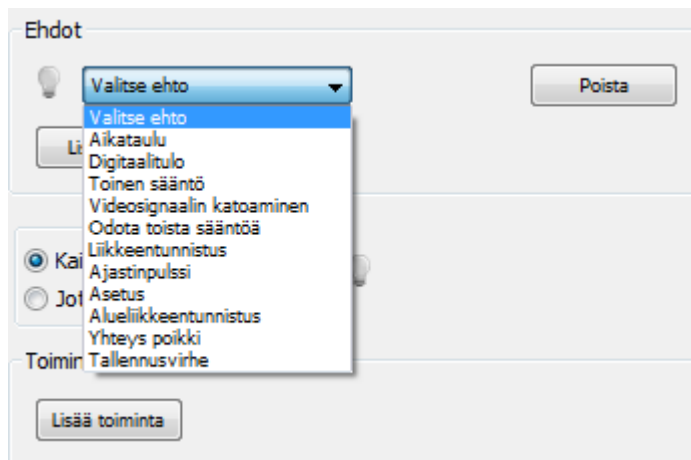 Ehdot
Valitse ehto
Poista
Valitse ehto
Aikataulu
Digitaalitulo
Toinen sääntö
Videosignaalin katoaminen
Odota toista sääntöä
Liikkeentunnistus
Ajastinpulssi
Asetus
Alueliikkeentunnistus
Yhteys poikki
Tallennusvirhe
Lisää toiminta